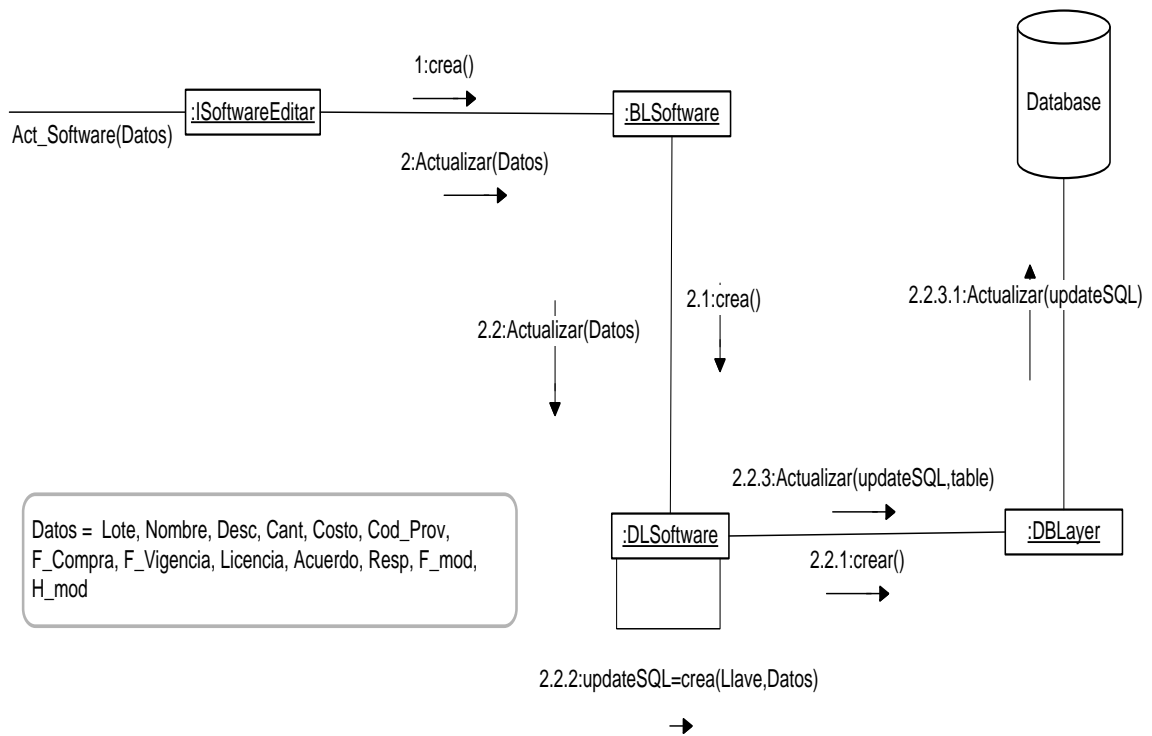 1:crea()
:ISoftwareEditar
:BLSoftware
Database
Act_Software(Datos)
2:Actualizar(Datos)
2.1:crea()
2.2.3.1:Actualizar(updateSQL)
2.2:Actualizar(Datos)
2.2.3:Actualizar(updateSQL,table)
Datos = Lote, Nombre, Desc, Cant, Costo, Cod_Prov,
F_Compra, F_Vigencia, Licencia, Acuerdo, Resp, F_mod,
H_mod
:DLSoftware
:DBLayer
2.2.1:crear()
2.2.2:updateSQL=crea(Llave,Datos)